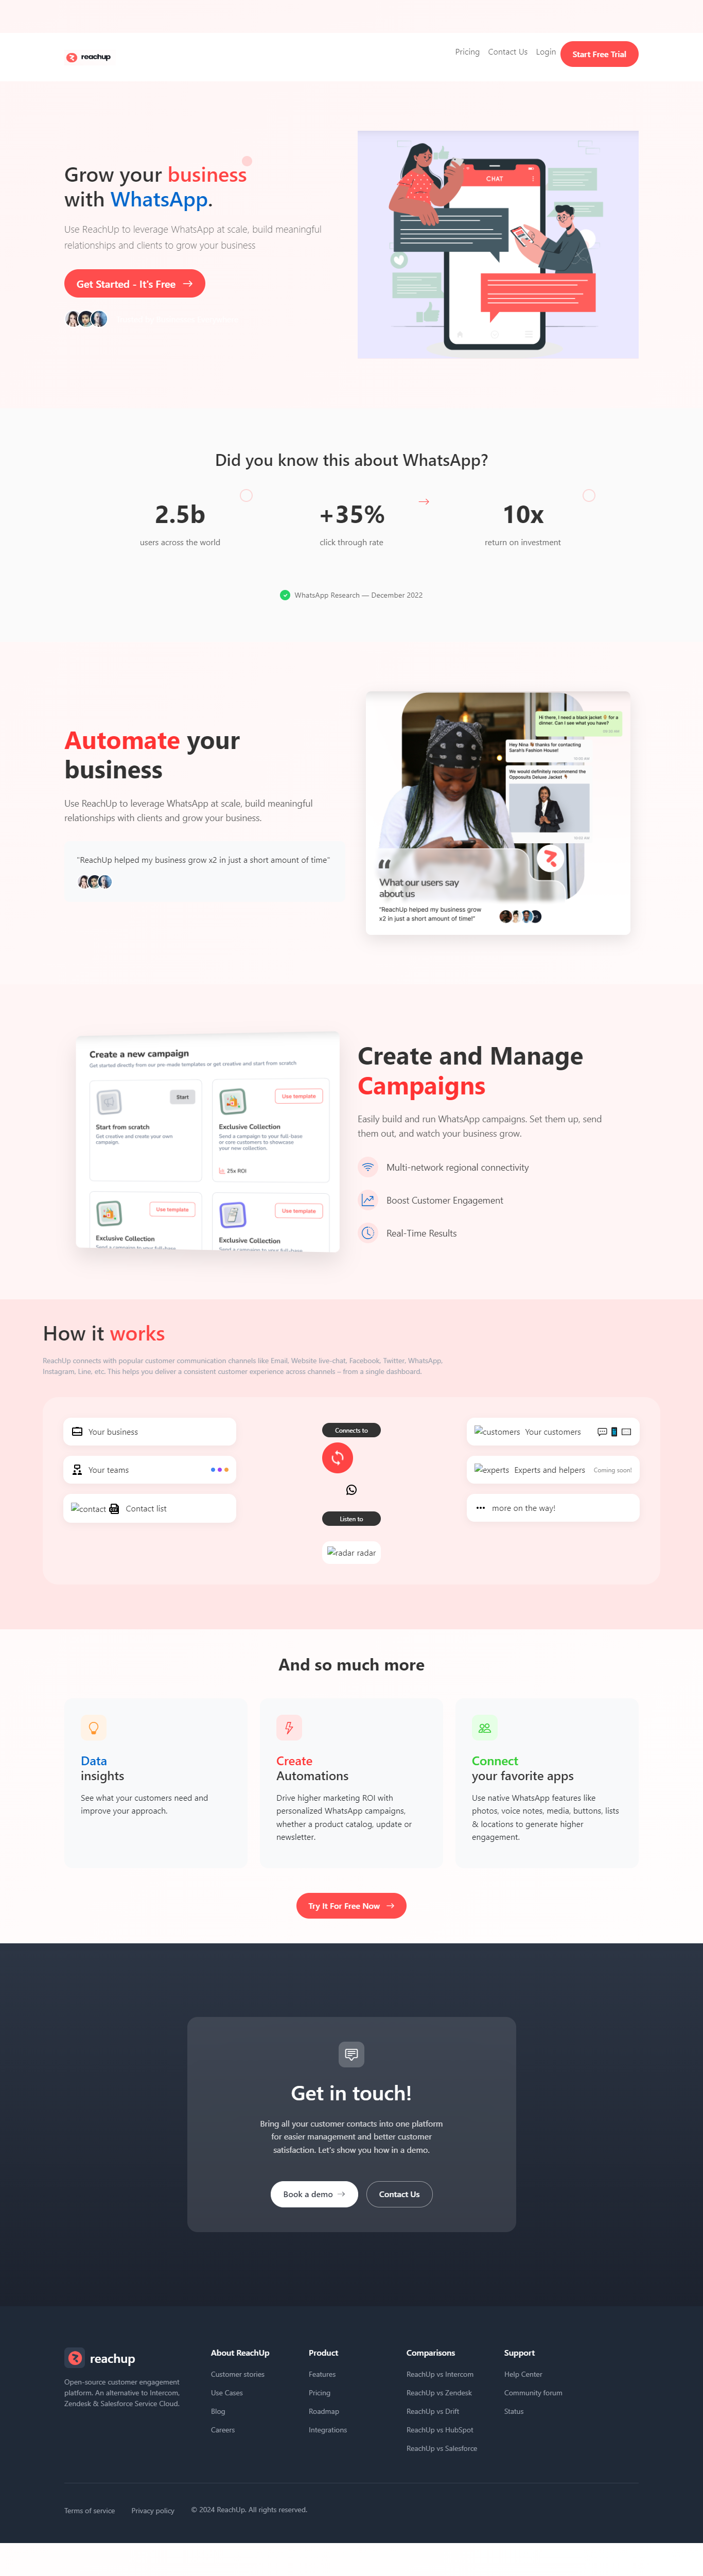 reachup
Pricing Contact Us Login Start Free Trial
Grow your business
with WhatsApp.
Use ReachUp to leverage WhatsApp at scale, build meaningful
relationships and clients to grow your business
Get Started - It's Free
CHAT
Did you know this about WhatsApp?
2.5b
users across the world
+35%
click through rate
10x
return on investment
WhatsApp Research — December 2022
Automate your
business
Use ReachUp to leverage WhatsApp at scale, build meaningful
relationships with clients and grow your business.
"ReachUp helped my business grow x2 in just a short amount of time"
Hi there, I need a black jacket for a
dinner. Can I see what you have?
Hey Nina thanks for contacting
Sarah's Fashion House!
We would definitely recommend the
Opposites Deluxe Jacket
What our users say
about us
"ReachUp helped my business grow
x2 in just a short amount of time!"
Create a new campaign
Get started directly from our pre-made templates or get creative and start from scratch
Start
Start from scratch
Get creative and create your own
campaign.
Use template
Exclusive Collection
Send a campaign to your full-base
or core customers to showcase
your new collection.
25x ROI
Use template
Exclusive Collection
Send a campaign to your full-base
Use template
Exclusive Collection
Send a campaign to your full-base
Create and Manage
Campaigns
Easily build and run WhatsApp campaigns. Set them up, send
them out, and watch your business grow.
Multi-network regional connectivity
Boost Customer Engagement
Real-Time Results
How it works
ReachUp connects with popular customer communication channels like Email, Website live-chat, Facebook, Twitter, WhatsApp,
Instagram, Line, etc. This helps you deliver a consistent customer experience across channels – from a single dashboard.
Your business
Your teams
contact Contact list
Connects to
Listen to
radar radar
customers Your customers
experts Experts and helpers Coming soon!
more on the way!
And so much more
Data
insights
See what your customers need and
improve your approach.
Create
Automations
Drive higher marketing ROI with
personalized WhatsApp campaigns,
whether a product catalog, update or
newsletter.
Connect
your favorite apps
Use native WhatsApp features like
photos, voice notes, media, buttons, lists
& locations to generate higher
engagement.
Try It For Free Now
Get in touch!
Bring all your customer contacts into one platform
for easier management and better customer
satisfaction. Let's show you how in a demo.
Book a demo
Contact Us
reachup
Open-source customer engagement
platform. An alternative to Intercom,
Zendesk & Salesforce Service Cloud.
About ReachUp
Customer stories
Use Cases
Blog
Careers
Product
Features
Pricing
Roadmap
Integrations
Comparisons
ReachUp vs Intercom
ReachUp vs Zendesk
ReachUp vs Drift
ReachUp vs HubSpot
ReachUp vs Salesforce
Support
Help Center
Community forum
Status
Terms of service Privacy policy © 2024 ReachUp. All rights reserved.